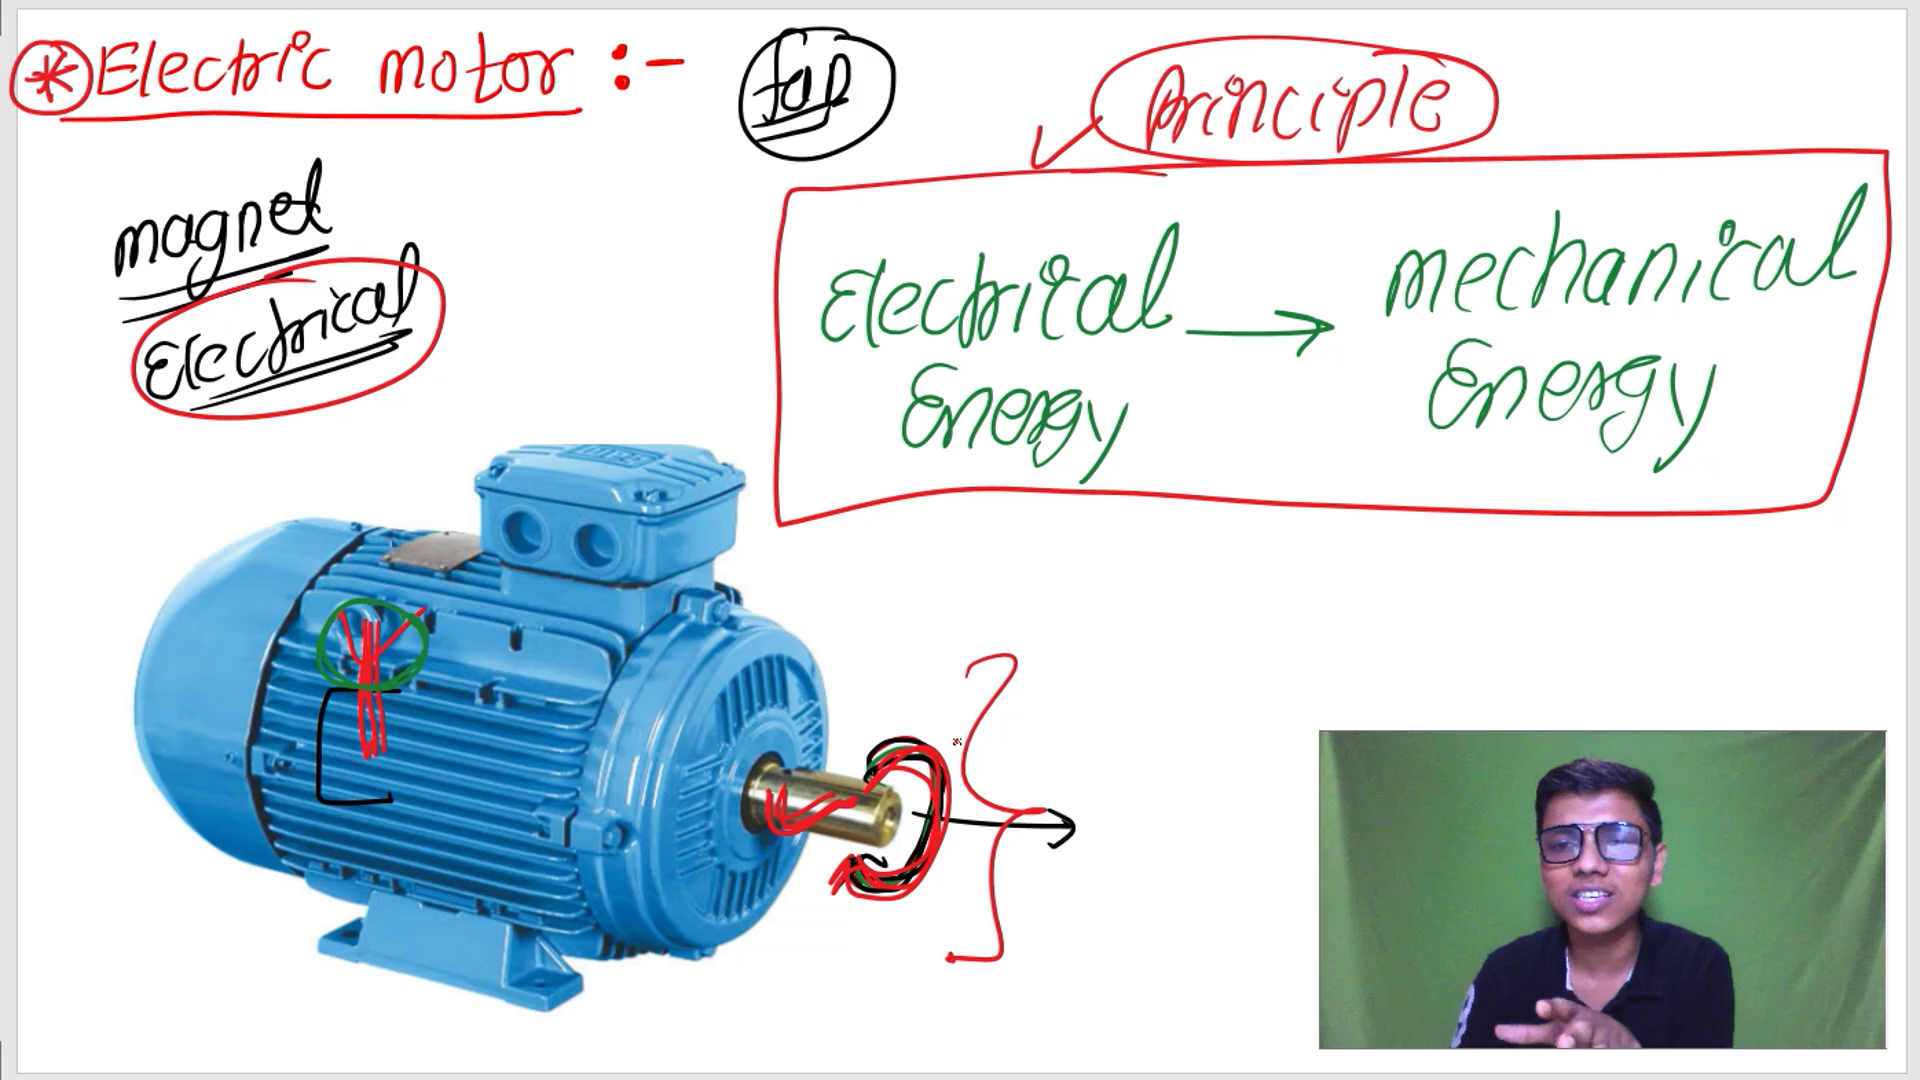 * Electric motor :-
fan
Principle
magnet
Electrical
Electrical → mechanical
Energy Energy